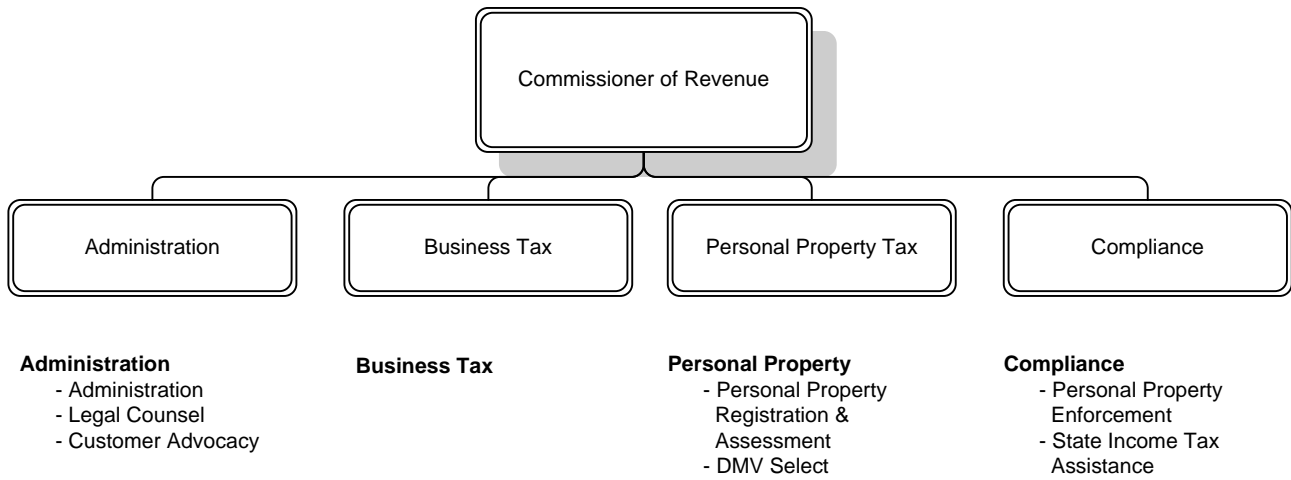 Commissioner of Revenue
Administration
Business Tax
Personal Property Tax
Compliance
Administration
- Administration
- Legal Counsel
- Customer Advocacy
Business Tax
Personal Property
- Personal Property
Registration &
Assessment
- DMV Select
Compliance
- Personal Property
Enforcement
- State Income Tax
Assistance